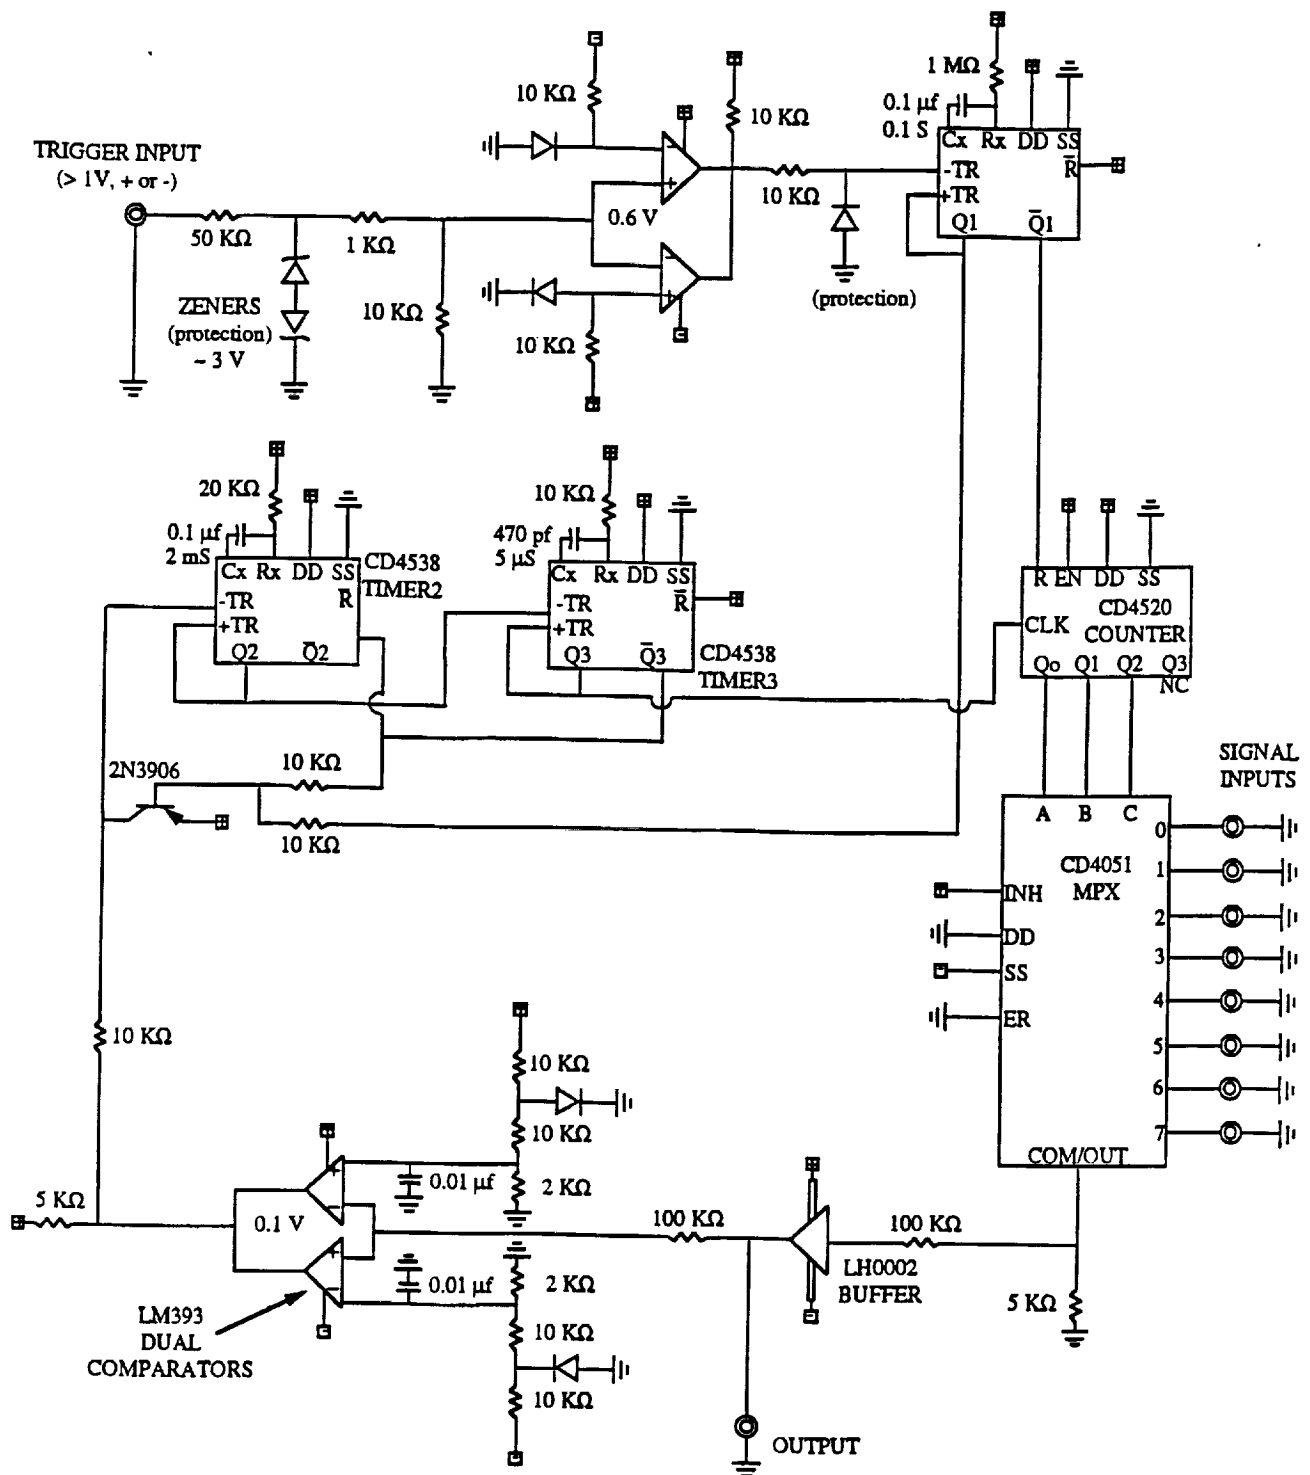 TRIGGER INPUT
(> 1V, + or -)
50 KΩ
1 KΩ
ZENERS
(protection)
~ 3 V
10 KΩ
10 KΩ
0.6 V
10 KΩ
10 KΩ
10 KΩ
(protection)
1 MΩ
0.1 µf
0.1 S
Cx Rx DD SS
-TR
+TR
R̅
Q1 Q̅1
20 KΩ
0.1 µf
2 mS
Cx Rx DD SS
-TR
+TR
R̅
Q2 Q̅2
CD4538
TIMER2
10 KΩ
470 pf
5 µS
Cx Rx DD SS
-TR
+TR
R̅
Q3 Q̅3
CD4538
TIMER3
R EN DD SS
CD4520
COUNTER
CLK
Qo Q1 Q2 Q3
NC
2N3906
10 KΩ
10 KΩ
SIGNAL
INPUTS
A B C
CD4051
MPX
INH
DD
SS
ER
0
1
2
3
4
5
6
7
COM/OUT
10 KΩ
10 KΩ
10 KΩ
2 KΩ
0.01 µf
5 KΩ
0.1 V
+
-
+
-
0.01 µf
2 KΩ
10 KΩ
10 KΩ
LM393
DUAL
COMPARATORS
100 KΩ
LH0002
BUFFER
100 KΩ
5 KΩ
OUTPUT